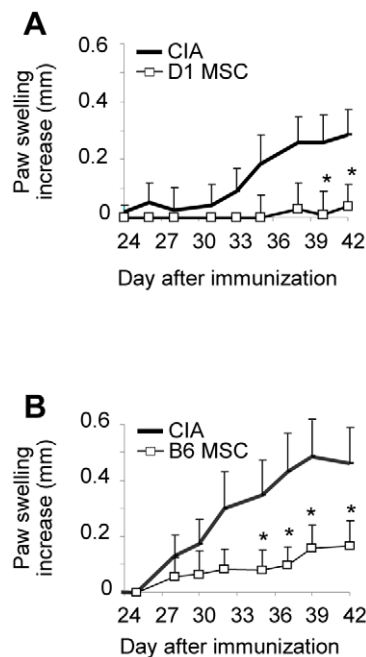 A
0.6
CIA
D1 MSC
0.4
0.2
0
Paw swelling
increase (mm)
* *
24 27 30 33 36 39 42
Day after immunization
B
0.6
CIA
B6 MSC
0.4
0.2
0
Paw swelling
increase (mm)
* * * *
24 27 30 33 36 39 42
Day after immunization